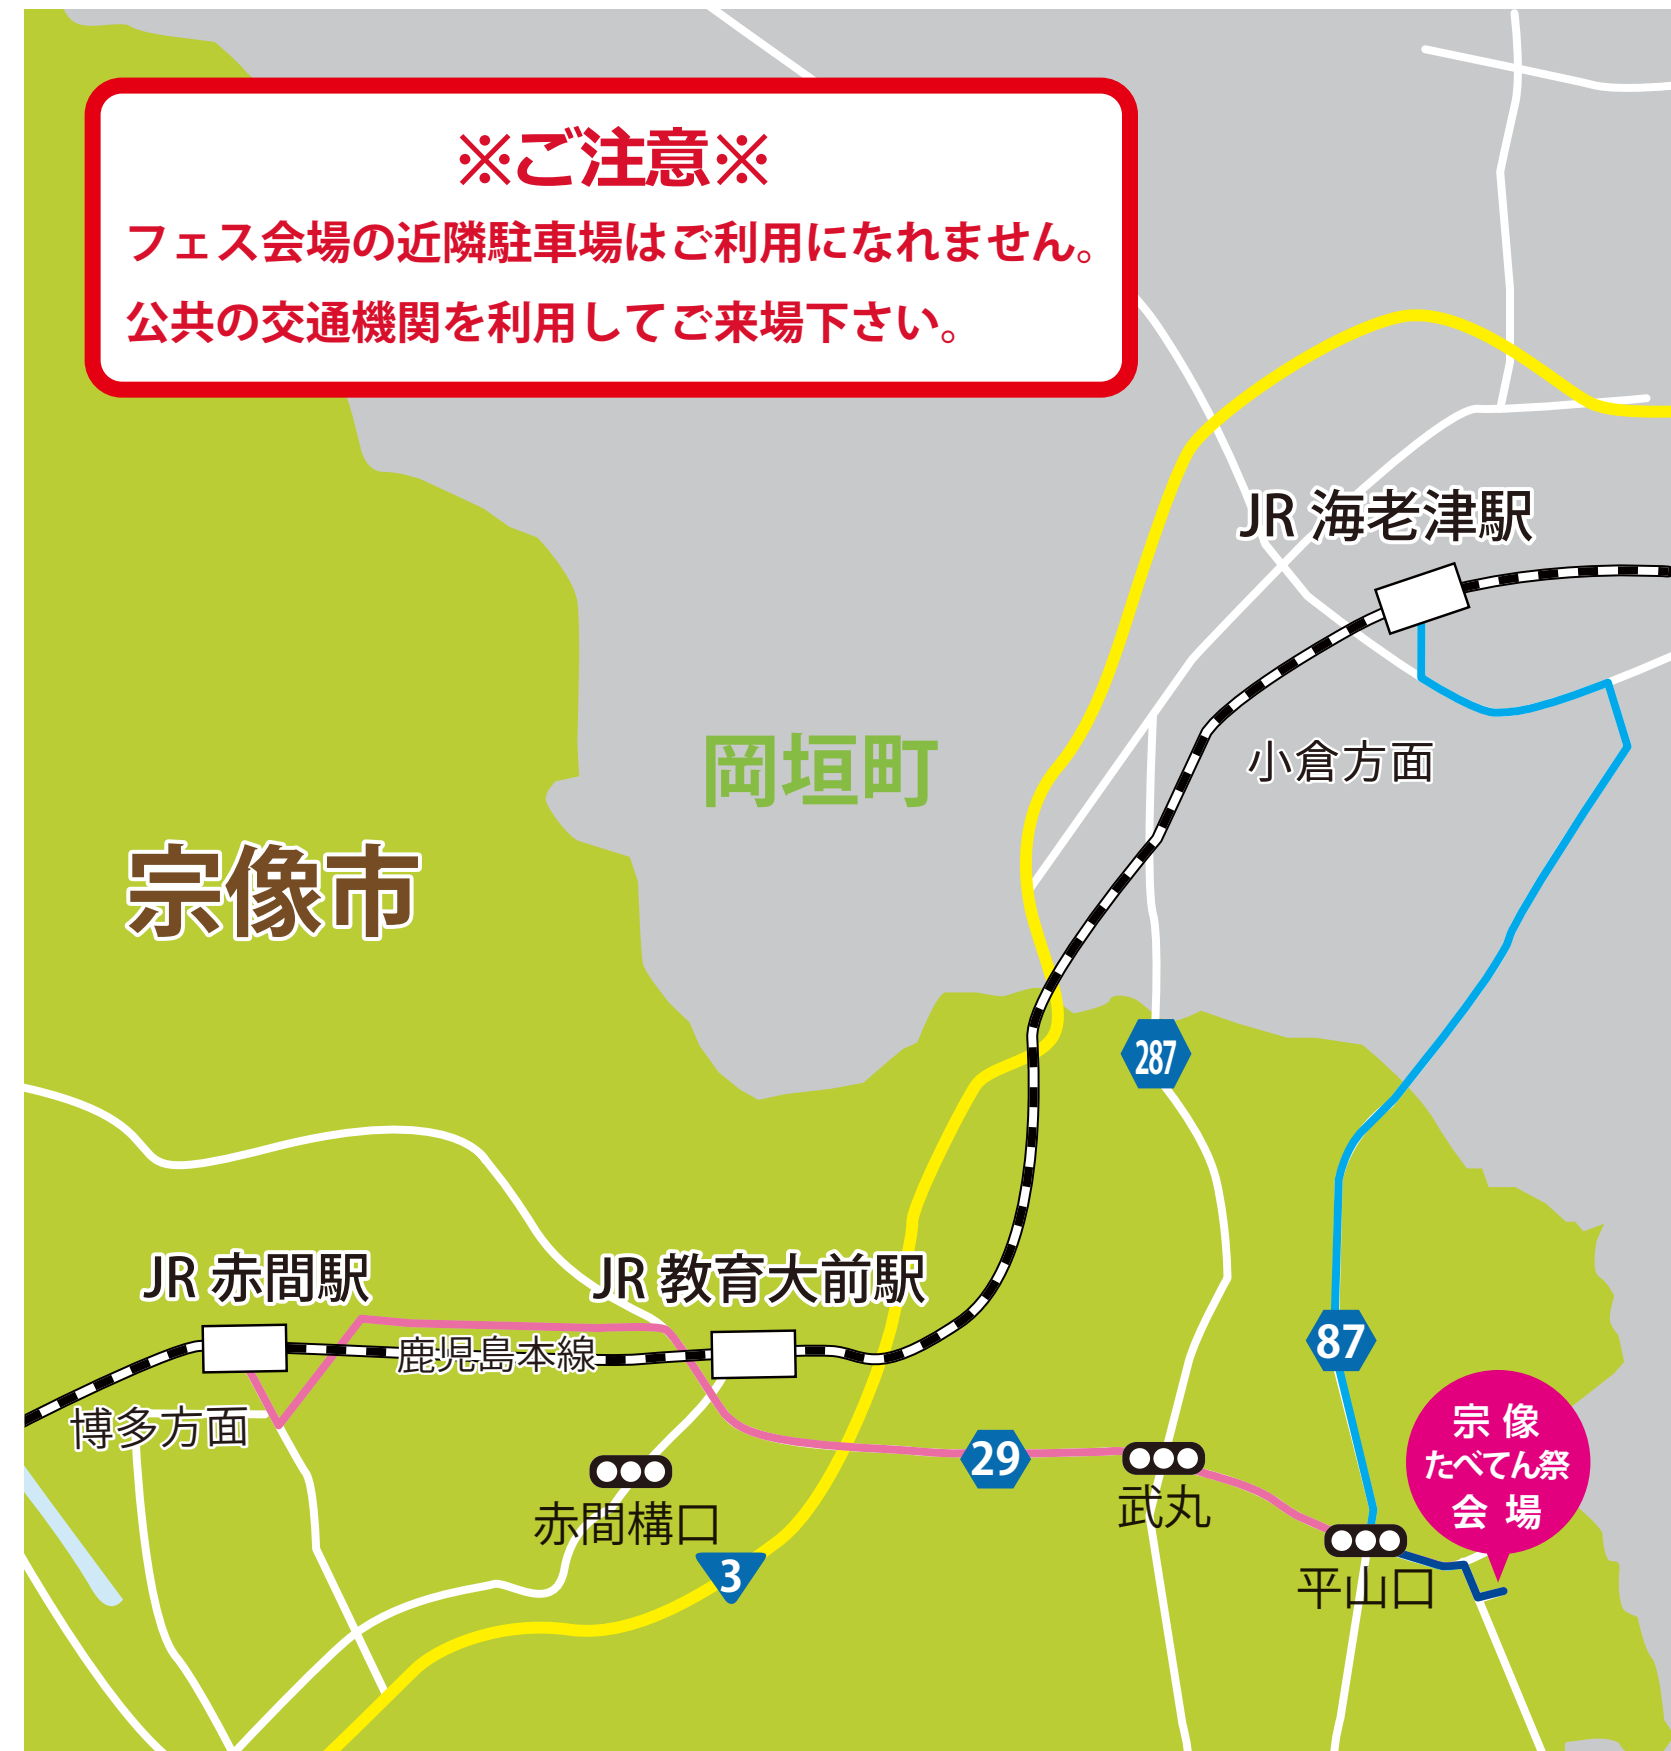 ※ご注意※
フェス会場の近隣駐車場はご利用になれません。
公共の交通機関を利用してご来場下さい。
JR 海老津駅
岡垣町
小倉方面
宗像市
287
JR 赤間駅
JR 教育大前駅
鹿児島本線
87
博多方面
宗 像
たべてん祭
会 場
29
武丸
赤間構口
3
平山口